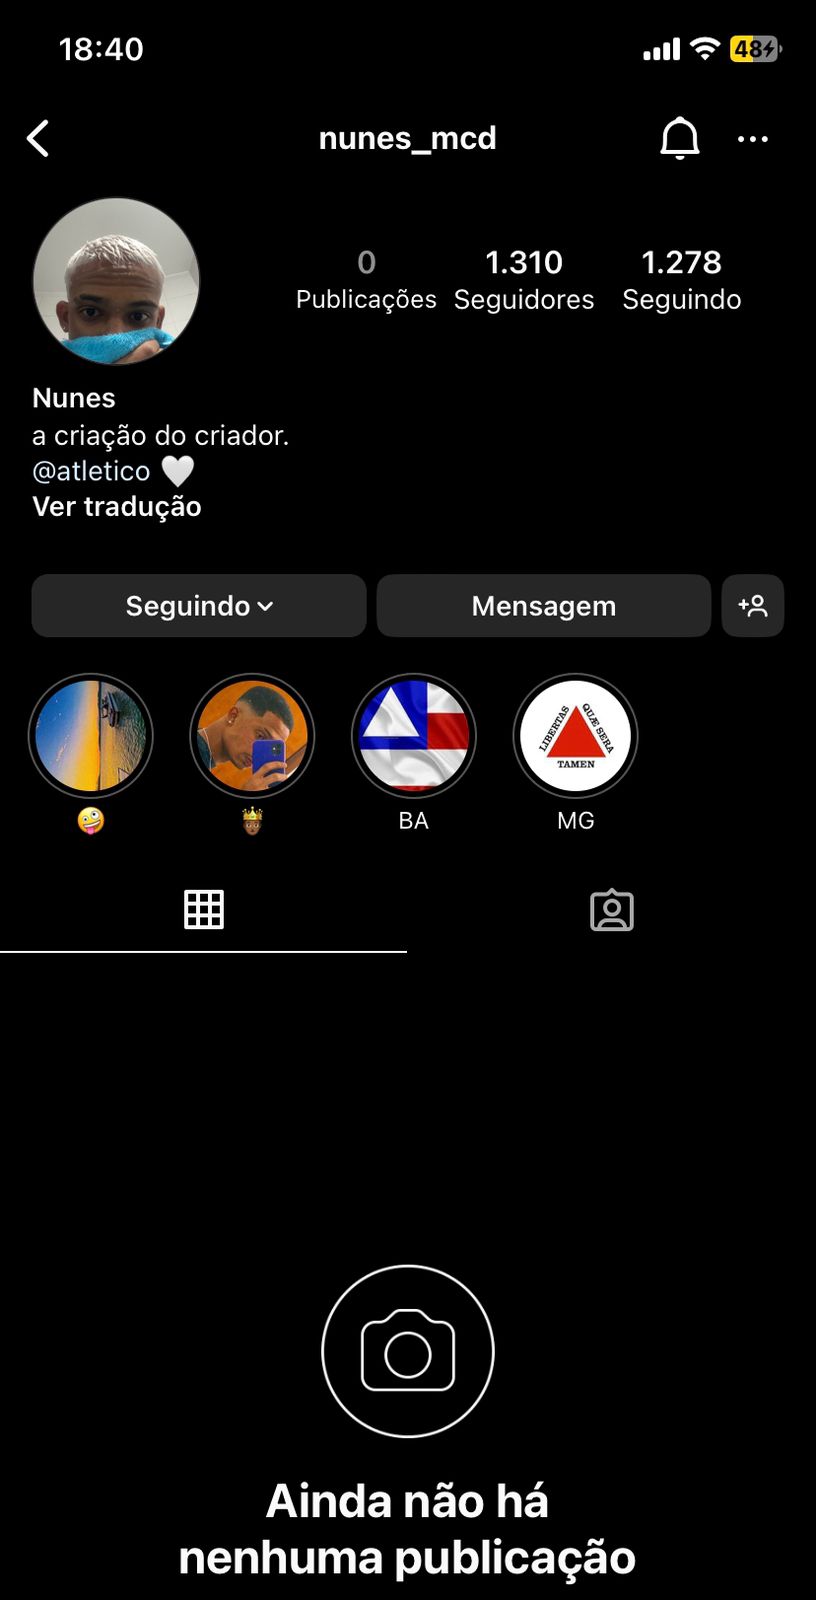 18:40
48
nunes_mcd
0
1.310
1.278
Publicações
Seguidores
Seguindo
Nunes
a criação do criador.
@atletico 🤍
Ver tradução
Seguindo
Mensagem
LIBERTAS QUÆ SERA
TAMEN
BA
MG
Ainda não há
nenhuma publicação